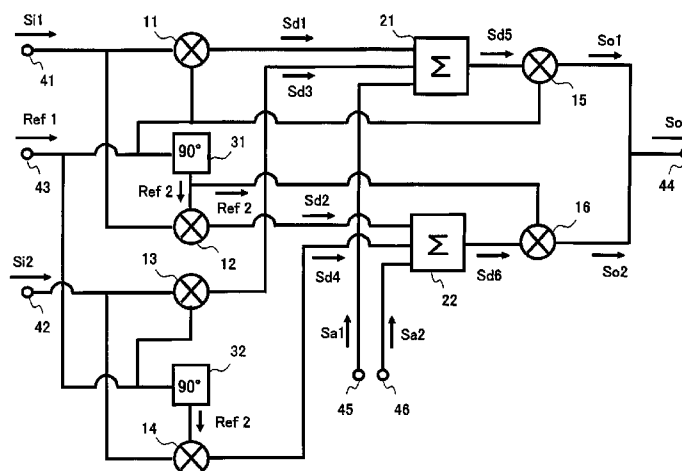 Si1
41
11
Sd1
21
Σ
Sd3
Sd5
15
So1
Ref 1
43
90°
31
Ref 2
Ref 2
Sd2
12
So
44
16
Σ
22
Sd6
So2
Si2
42
13
Sd4
Sa1
Sa2
45
46
32
90°
Ref 2
14